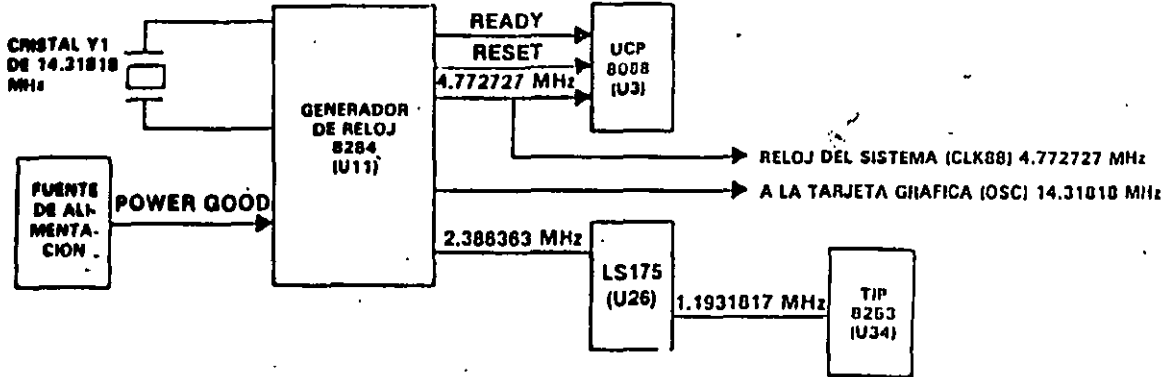 CRISTAL Y1
DE 14.31818
MHz
GENERADOR
DE RELOJ
8284
(U11)
READY
RESET
4.772727 MHz
UCP
8088
(U3)
RELOJ DEL SISTEMA (CLK88) 4.772727 MHz
A LA TARJETA GRAFICA (OSC) 14.31818 MHz
FUENTE
DE ALI-
MENTA-
CION
POWER GOOD
2.386363 MHz
LS175
(U26)
1.1931817 MHz
TIP
8253
(U34)